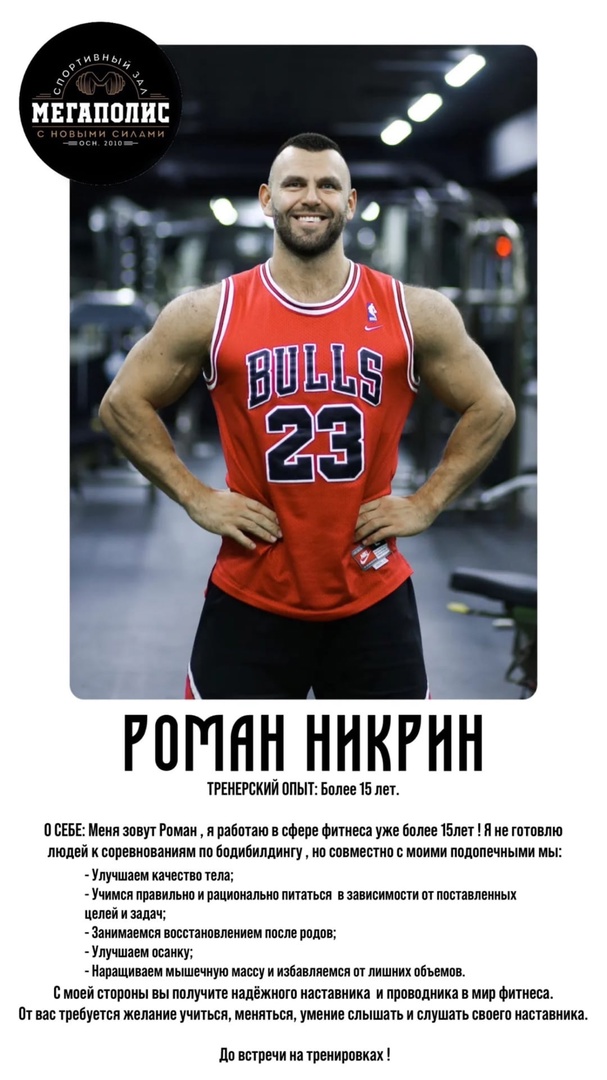 СПОРТИВНЫЙ ЗАЛ
МЕГАПОЛИС
С НОВЫМИ СИЛАМИ
ОСН. 2010
BULLS
23
РОМАН НИКРИН
ТРЕНЕРСКИЙ ОПЫТ: Более 15 лет.
О СЕБЕ: Меня зовут Роман , я работаю в сфере фитнеса уже более 15лет ! Я не готовлю
людей к соревнованиям по бодибилдингу , но совместно с моими подопечными мы:
- Улучшаем качество тела;
- Учимся правильно и рационально питаться в зависимости от поставленных
целей и задач;
- Занимаемся восстановлением после родов;
- Улучшаем осанку;
- Наращиваем мышечную массу и избавляемся от лишних объемов.
С моей стороны вы получите надёжного наставника и проводника в мир фитнеса.
От вас требуется желание учиться, меняться, умение слышать и слушать своего наставника.
До встречи на тренировках !